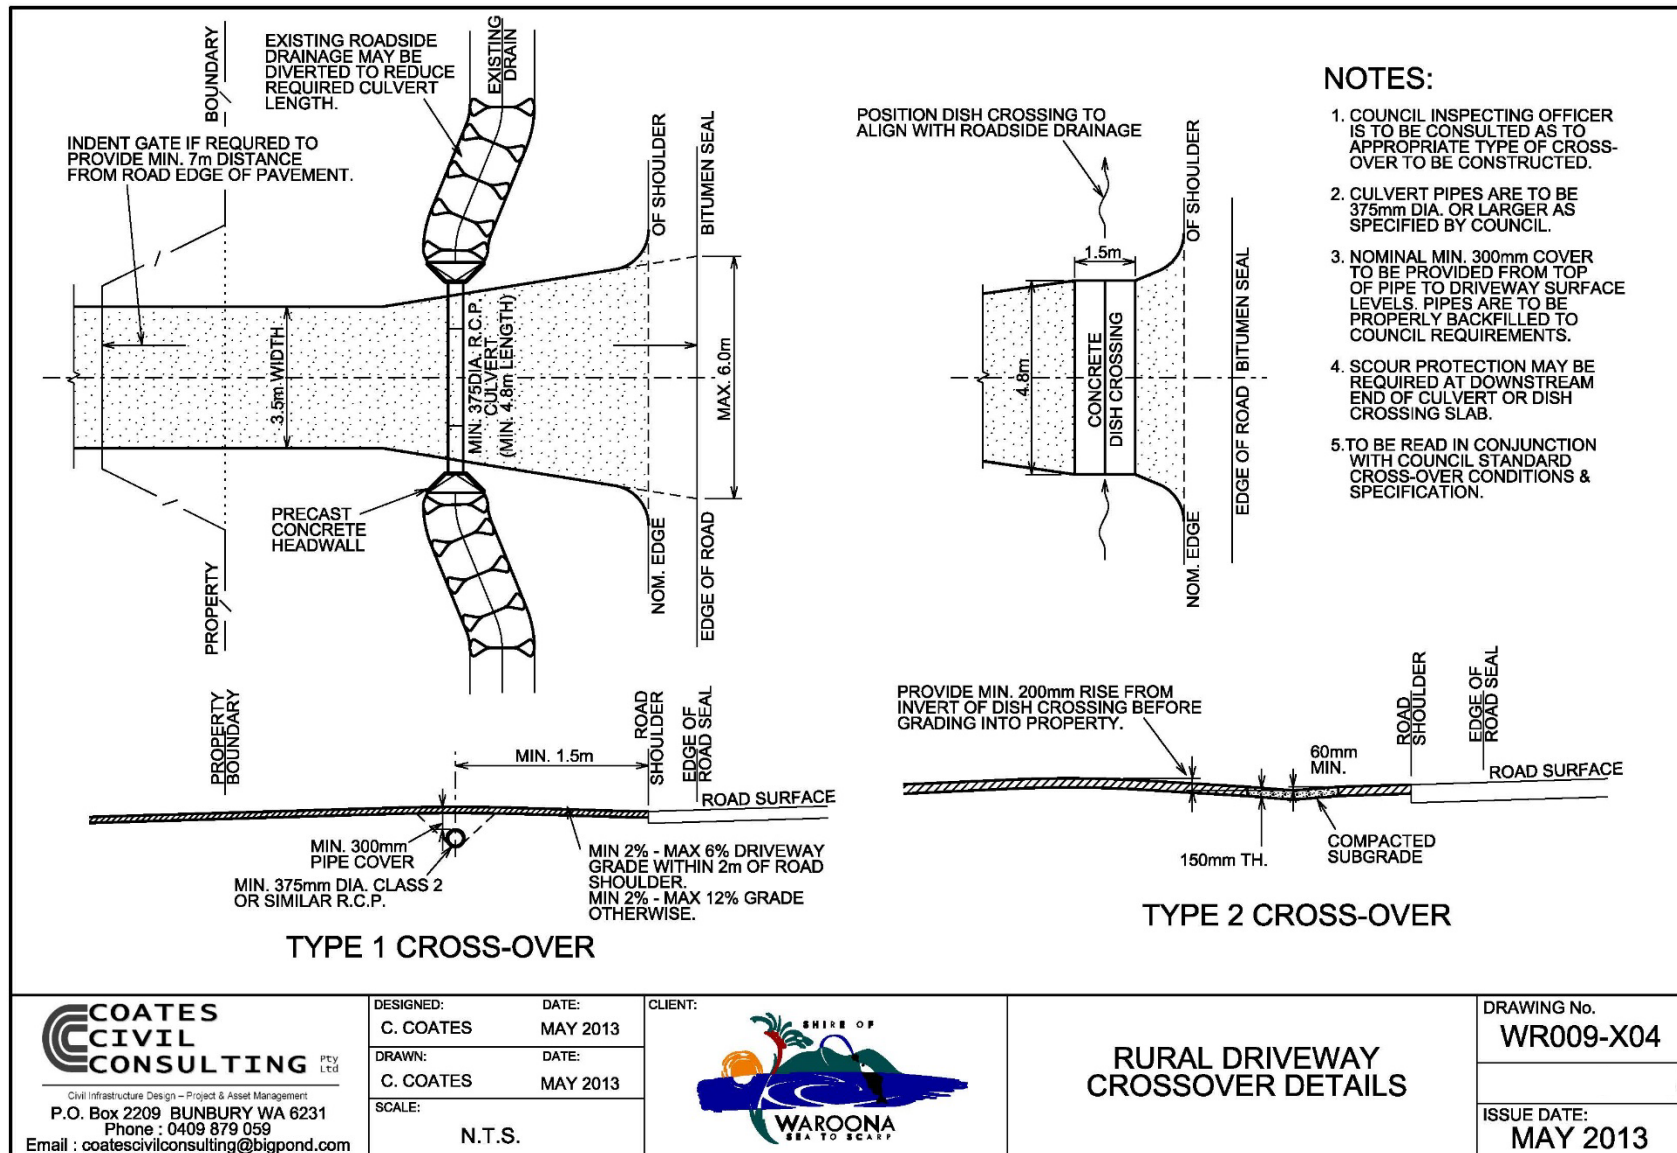 BOUNDARY
EXISTING ROADSIDE
DRAINAGE MAY BE
DIVERTED TO REDUCE
REQUIRED CULVERT
LENGTH.
EXISTING
DRAIN
INDENT GATE IF REQURED TO
PROVIDE MIN. 7m DISTANCE
FROM ROAD EDGE OF PAVEMENT.
OF SHOULDER
BITUMEN SEAL
3.5m WIDTH
MIN. 375DIA. R.C.P.
CULVERT
(MIN. 4.8m LENGTH)
MAX. 6.0m
PRECAST
CONCRETE
HEADWALL
PROPERTY
NOM. EDGE
EDGE OF ROAD
POSITION DISH CROSSING TO
ALIGN WITH ROADSIDE DRAINAGE
OF SHOULDER
BITUMEN SEAL
1.5m
4.8m
CONCRETE
DISH CROSSING
NOM. EDGE
EDGE OF ROAD
NOTES:
1. COUNCIL INSPECTING OFFICER
IS TO BE CONSULTED AS TO
APPROPRIATE TYPE OF CROSS-
OVER TO BE CONSTRUCTED.
2. CULVERT PIPES ARE TO BE
375mm DIA. OR LARGER AS
SPECIFIED BY COUNCIL.
3. NOMINAL MIN. 300mm COVER
TO BE PROVIDED FROM TOP
OF PIPE TO DRIVEWAY SURFACE
LEVELS. PIPES ARE TO BE
PROPERLY BACKFILLED TO
COUNCIL REQUIREMENTS.
4. SCOUR PROTECTION MAY BE
REQUIRED AT DOWNSTREAM
END OF CULVERT OR DISH
CROSSING SLAB.
5.TO BE READ IN CONJUNCTION
WITH COUNCIL STANDARD
CROSS-OVER CONDITIONS &
SPECIFICATION.
PROPERTY
BOUNDARY
MIN. 1.5m
ROAD
SHOULDER
EDGE OF
ROAD SEAL
ROAD SURFACE
MIN. 300mm
PIPE COVER
MIN. 375mm DIA. CLASS 2
OR SIMILAR R.C.P.
MIN 2% - MAX 6% DRIVEWAY
GRADE WITHIN 2m OF ROAD
SHOULDER.
MIN 2% - MAX 12% GRADE
OTHERWISE.
TYPE 1 CROSS-OVER
PROVIDE MIN. 200mm RISE FROM
INVERT OF DISH CROSSING BEFORE
GRADING INTO PROPERTY.
60mm
MIN.
ROAD
SHOULDER
EDGE OF
ROAD SEAL
ROAD SURFACE
150mm TH.
COMPACTED
SUBGRADE
TYPE 2 CROSS-OVER
COATES
CIVIL
CONSULTING Pty Ltd
Civil Infrastructure Design – Project & Asset Management
P.O. Box 2209 BUNBURY WA 6231
Phone : 0409 879 059
Email : coatescivilconsulting@bigpond.com
DESIGNED: DATE:
C. COATES MAY 2013
DRAWN: DATE:
C. COATES MAY 2013
SCALE:
N.T.S.
CLIENT:
SHIRE OF
WAROONA
SEA TO SCARP
RURAL DRIVEWAY
CROSSOVER DETAILS
DRAWING No.
WR009-X04
ISSUE DATE:
MAY 2013